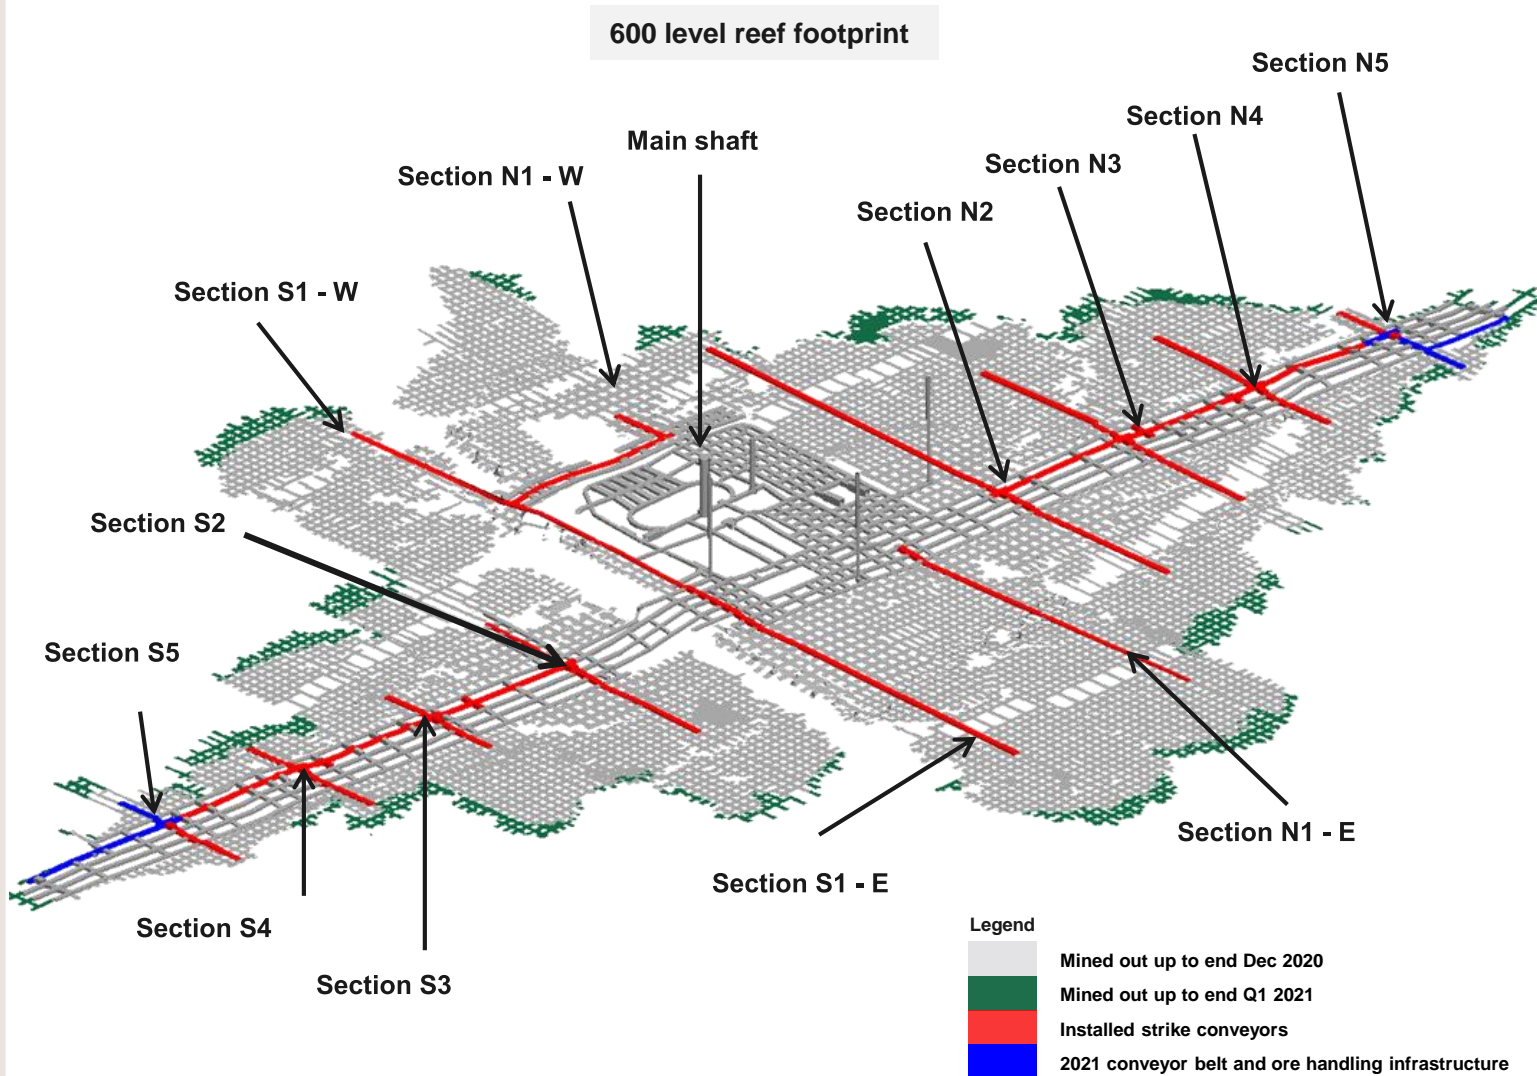 600 level reef footprint
Section N5
Section N4
Main shaft
Section N3
Section N1 - W
Section N2
Section S1 - W
Section S2
Section S5
Section N1 - E
Section S1 - E
Section S4
Section S3
Legend
Mined out up to end Dec 2020
Mined out up to end Q1 2021
Installed strike conveyors
2021 conveyor belt and ore handling infrastructure